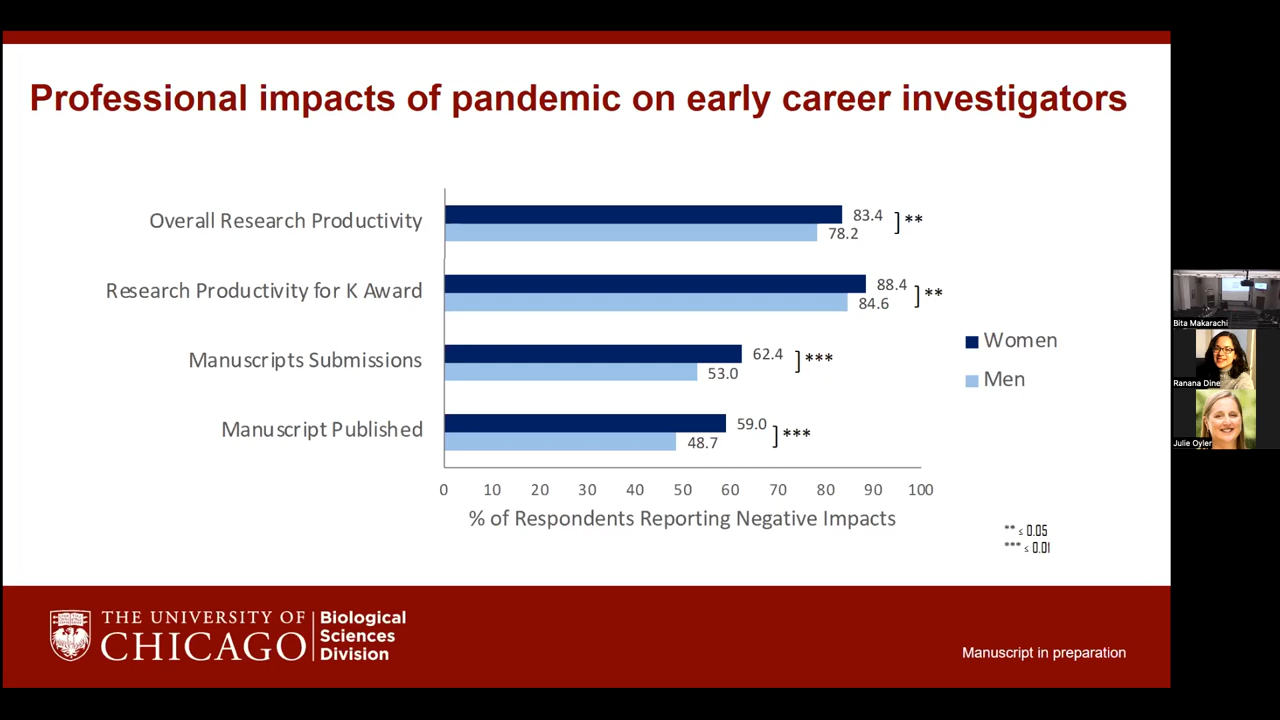 Professional impacts of pandemic on early career investigators
Overall Research Productivity
83.4
78.2
]**
Research Productivity for K Award
88.4
84.6
]**
Manuscripts Submissions
62.4
53.0
]***
Manuscript Published
59.0
48.7
]***
0 10 20 30 40 50 60 70 80 90 100
% of Respondents Reporting Negative Impacts
Women
Men
** ≤ 0.05
*** ≤ 0.01
THE UNIVERSITY OF
CHICAGO
Biological
Sciences
Division
Manuscript in preparation
Bita Makarachi
Ranana Dine
Julie Oyler